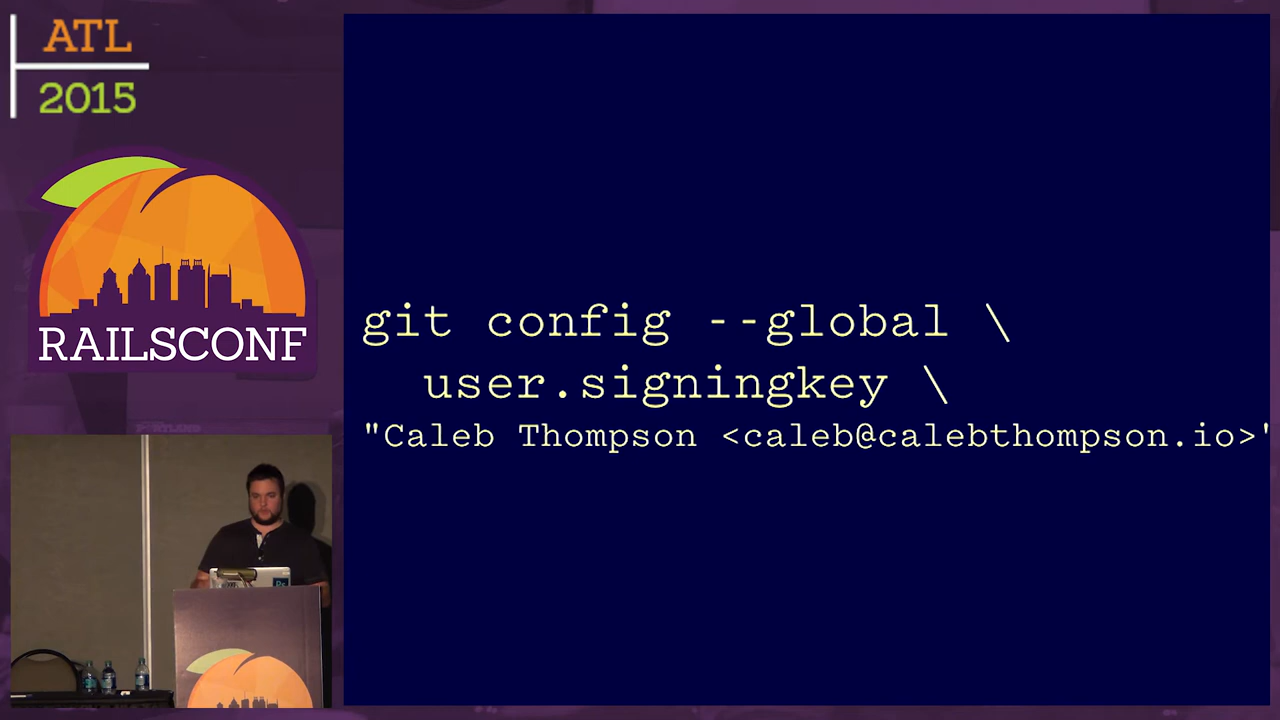 ATL
2015
RAILSCONF
git config --global \
user.signingkey \
"Caleb Thompson <caleb@calebthompson.io>"